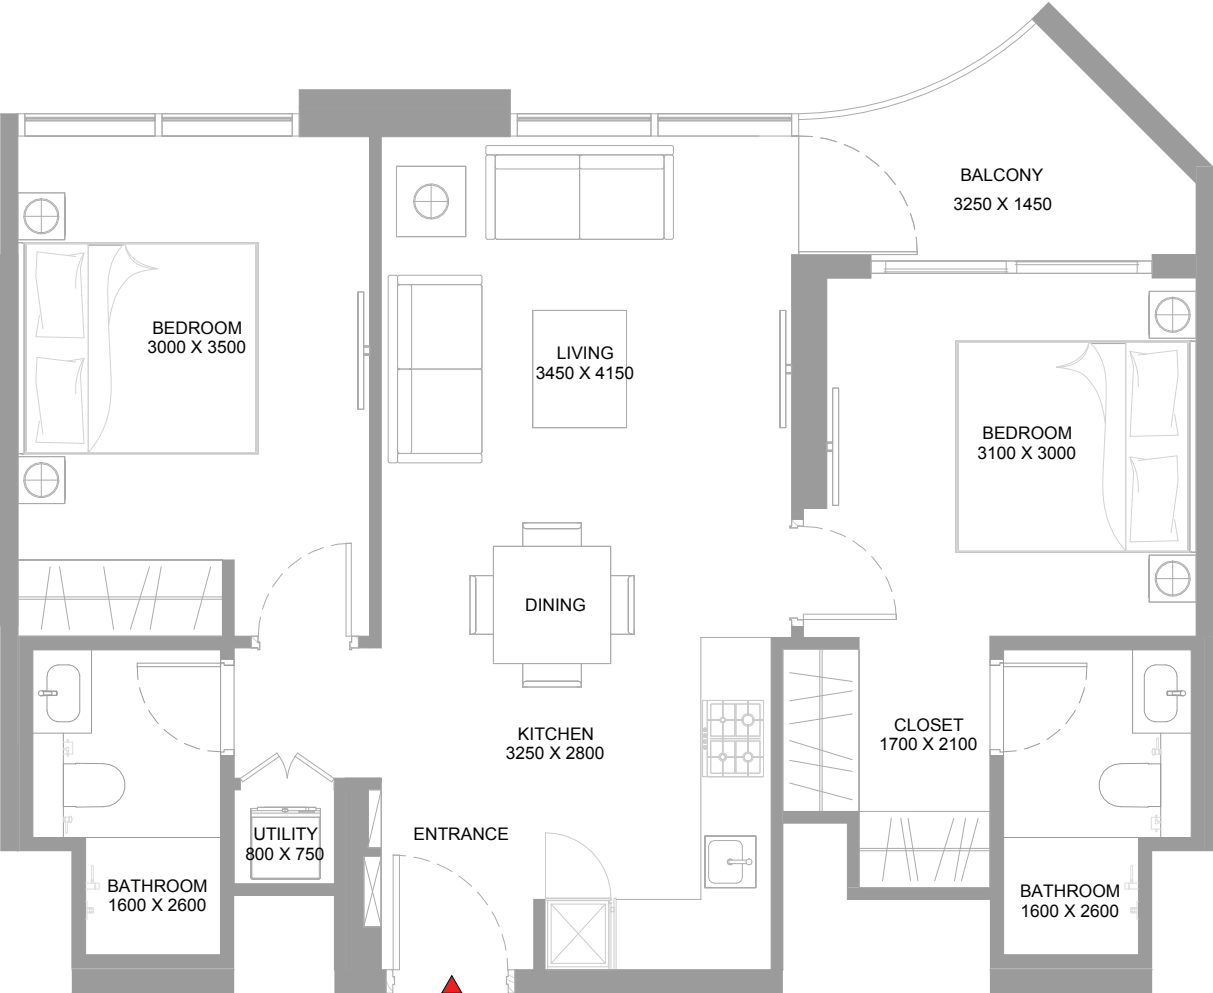 BALCONY
3250 X 1450
BEDROOM
3000 X 3500
LIVING
3450 X 4150
BEDROOM
3100 X 3000
DINING
KITCHEN
3250 X 2800
CLOSET
1700 X 2100
ENTRANCE
UTILITY
800 X 750
BATHROOM
1600 X 2600
BATHROOM
1600 X 2600